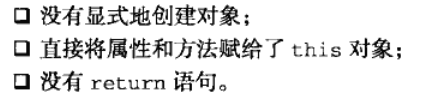 ❑ 没有显式地创建对象；
❑ 直接将属性和方法赋给了 this 对象；
❑ 没有 return 语句。